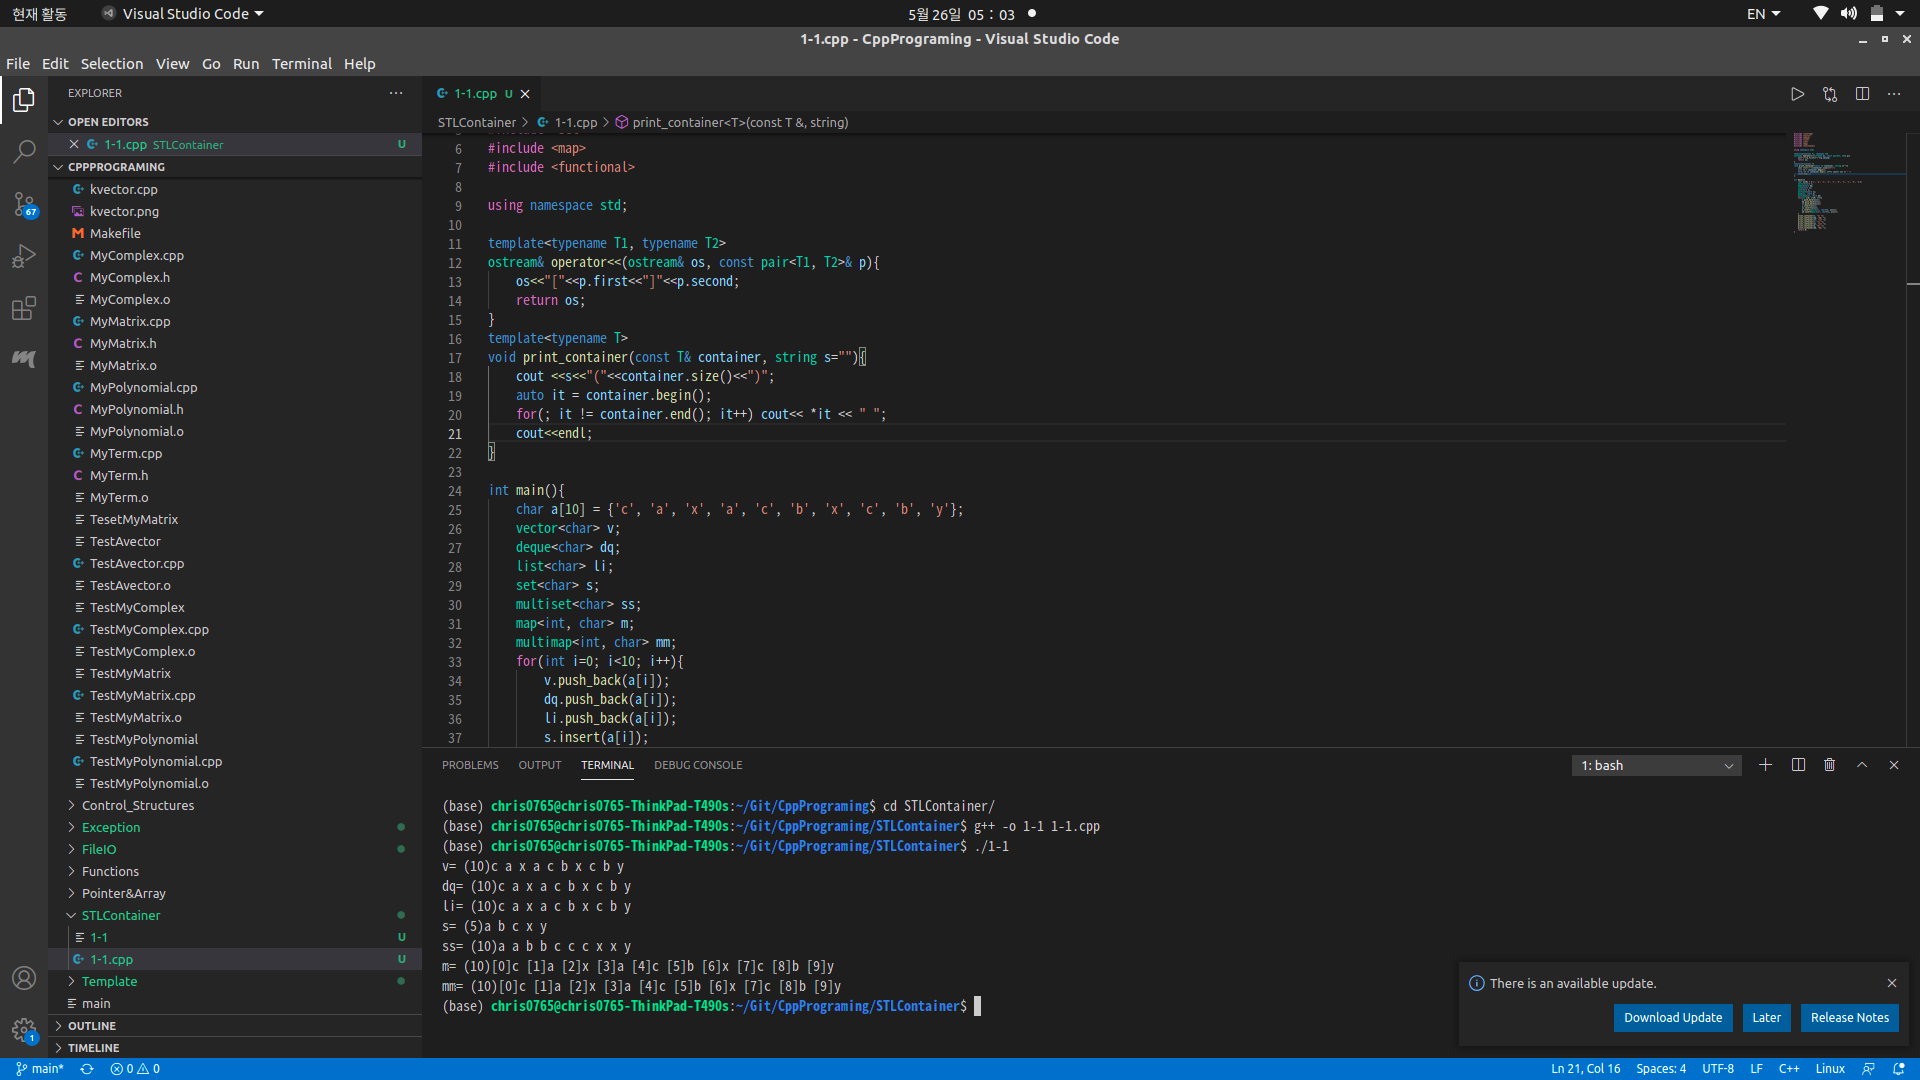 현재 활동
Visual Studio Code
5월 26일 05 : 03
EN
1-1.cpp - CppPrograming - Visual Studio Code
File Edit Selection View Go Run Terminal Help
EXPLORER
OPEN EDITORS
1-1.cpp STLContainer U
CPPPROGRAMING
kvector.cpp
kvector.png
Makefile
MyComplex.cpp
MyComplex.h
MyComplex.o
MyMatrix.cpp
MyMatrix.h
MyMatrix.o
MyPolynomial.cpp
MyPolynomial.h
MyPolynomial.o
MyTerm.cpp
MyTerm.h
MyTerm.o
TesetMyMatrix
TestAvector
TestAvector.cpp
TestAvector.o
TestMyComplex
TestMyComplex.cpp
TestMyComplex.o
TestMyMatrix
TestMyMatrix.cpp
TestMyMatrix.o
TestMyPolynomial
TestMyPolynomial.cpp
TestMyPolynomial.o
Control_Structures
Exception
FileIO
Functions
Pointer&Array
STLContainer
1-1 U
1-1.cpp U
Template
main
OUTLINE
TIMELINE
67
1
1-1.cpp U
STLContainer > 1-1.cpp > print_container<T>(const T &, string)
6 #include <map>
7 #include <functional>
8
9 using namespace std;
10
11 template<typename T1, typename T2>
12 ostream& operator<<(ostream& os, const pair<T1, T2>& p){
13 os<<"["<<p.first<<"]"<<p.second;
14 return os;
15 }
16 template<typename T>
17 void print_container(const T& container, string s=""){
18 cout <<s<<"("<<container.size()<<")";
19 auto it = container.begin();
20 for(; it != container.end(); it++) cout<< *it << " ";
21 cout<<endl;
22 }
23
24 int main(){
25 char a[10] = {'c', 'a', 'x', 'a', 'c', 'b', 'x', 'c', 'b', 'y'};
26 vector<char> v;
27 deque<char> dq;
28 list<char> li;
29 set<char> s;
30 multiset<char> ss;
31 map<int, char> m;
32 multimap<int, char> mm;
33 for(int i=0; i<10; i++){
34 v.push_back(a[i]);
35 dq.push_back(a[i]);
36 li.push_back(a[i]);
37 s.insert(a[i]);
PROBLEMS OUTPUT TERMINAL DEBUG CONSOLE
1: bash
(base) chris0765@chris0765-ThinkPad-T490s:~/Git/CppPrograming$ cd STLContainer/
(base) chris0765@chris0765-ThinkPad-T490s:~/Git/CppPrograming/STLContainer$ g++ -o 1-1 1-1.cpp
(base) chris0765@chris0765-ThinkPad-T490s:~/Git/CppPrograming/STLContainer$ ./1-1
v= (10)c a x a c b x c b y
dq= (10)c a x a c b x c b y
li= (10)c a x a c b x c b y
s= (5)a b c x y
ss= (10)a a b b c c c x x y
m= (10)[0]c [1]a [2]x [3]a [4]c [5]b [6]x [7]c [8]b [9]y
mm= (10)[0]c [1]a [2]x [3]a [4]c [5]b [6]x [7]c [8]b [9]y
(base) chris0765@chris0765-ThinkPad-T490s:~/Git/CppPrograming/STLContainer$
There is an available update.
Download Update Later Release Notes
main* 0 0
Ln 21, Col 16 Spaces: 4 UTF-8 LF C++ Linux